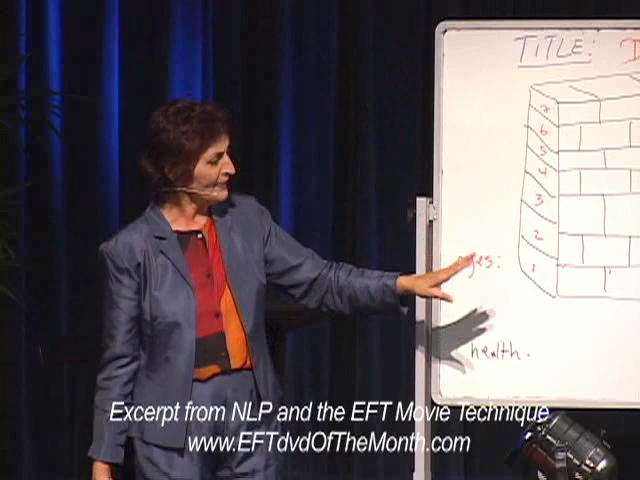 TITLE:
7
6
5
4
3
2
1
health.
Excerpt from NLP and the EFT Movie Technique
www.EFTdvdOfTheMonth.com